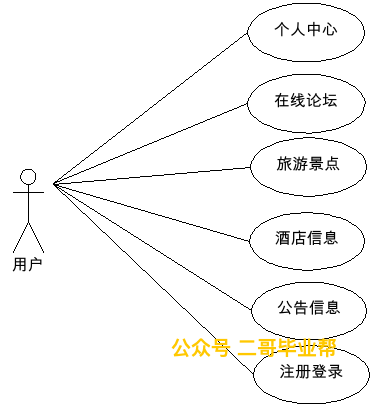 个人中心
在线论坛
旅游景点
酒店信息
用户
公告信息
公众号 二哥毕业帮
注册登录